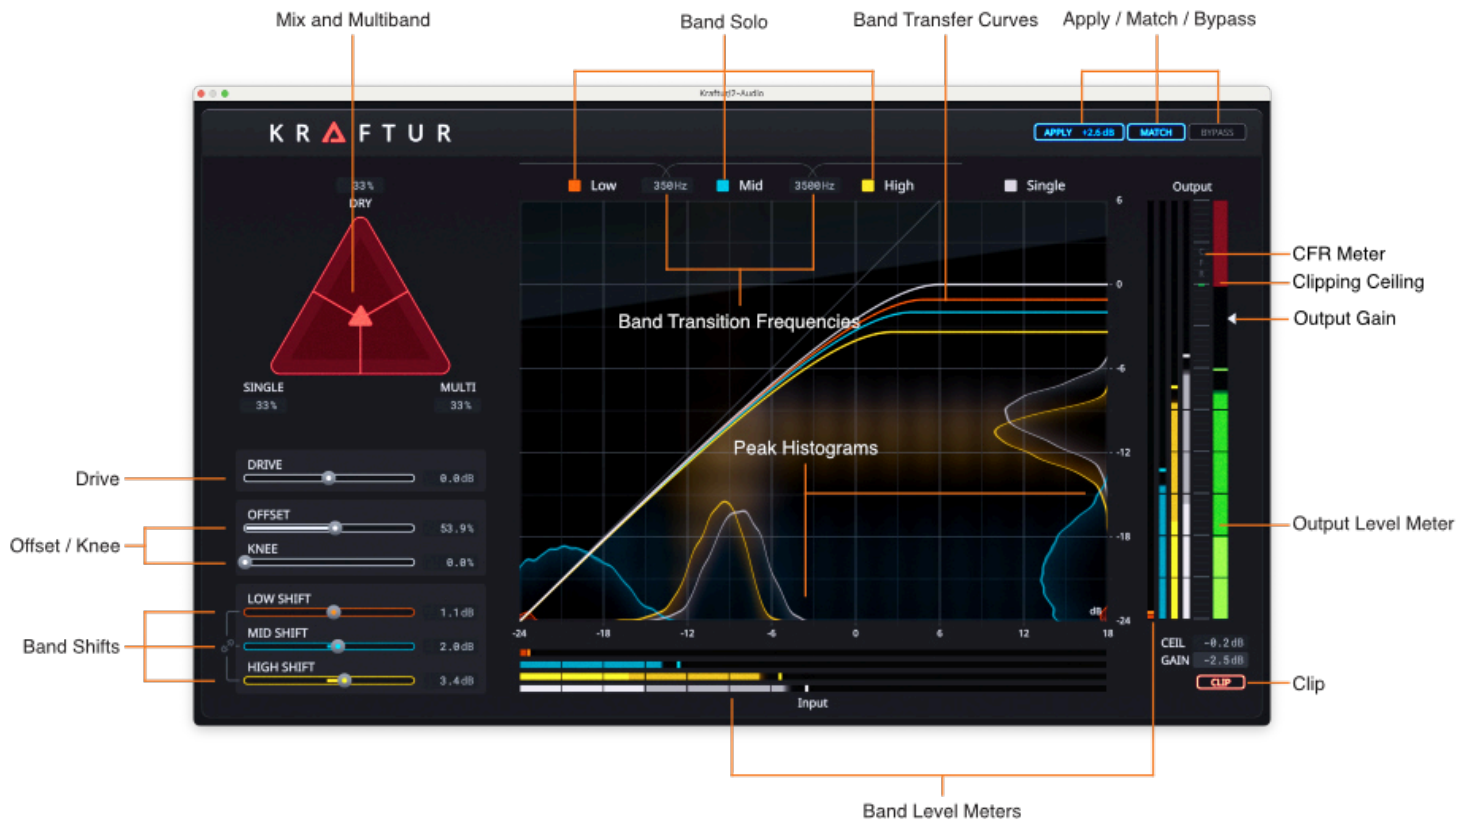 Mix and Multiband
Band Solo
Band Transfer Curves
Apply / Match / Bypass
KrafturJ2-Audio
KRAFTUR
APPLY +2.6dB
MATCH
BYPASS
33%
DRY
Low
350Hz
Mid
3500Hz
High
Single
Output
6
0
-6
-12
-18
-24
dB
CFR
CFR Meter
Clipping Ceiling
Output Gain
Band Transition Frequencies
SINGLE
33%
MULTI
33%
Peak Histograms
Drive
DRIVE
0.0dB
Offset / Knee
OFFSET
53.9%
KNEE
0.0%
Output Level Meter
Band Shifts
LOW SHIFT
1.1dB
MID SHIFT
2.0dB
HIGH SHIFT
3.4dB
-24 -18 -12 -6 0 6 12 18
Input
CEIL -0.2dB
GAIN -2.5dB
CLIP
Clip
Band Level Meters